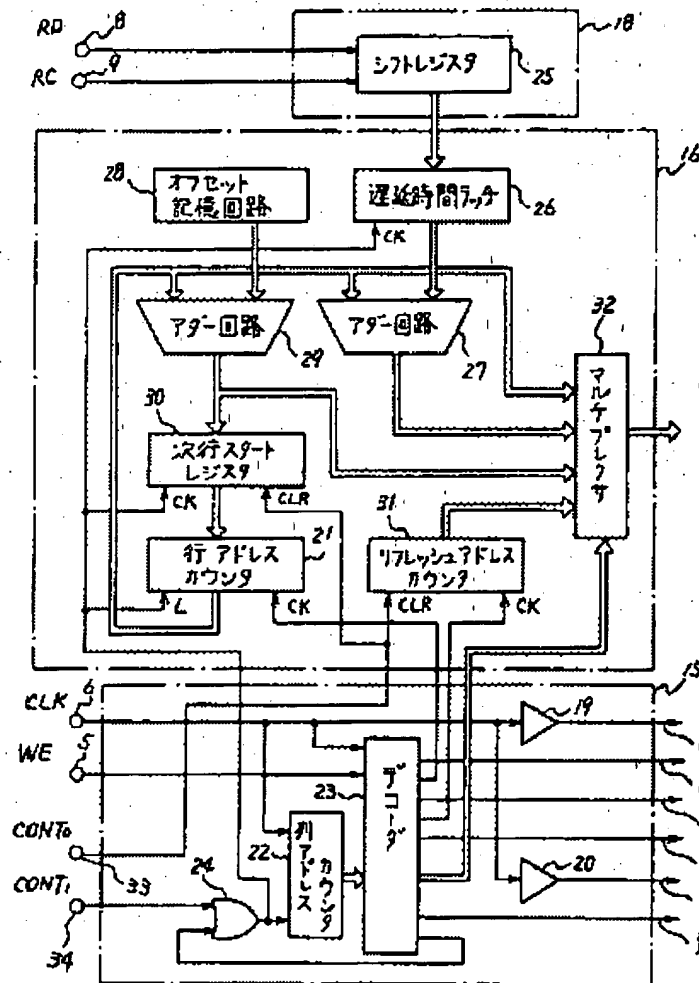 RD
8
18
RC
9
シフトレジスタ
25
16
28
オフセット
記憶回路
遅延時間ラッチ
26
CK
32
アダー回路
29
アダー回路
27
マルチプレクサ
30
次行スタート
レジスタ
CK
CLR
31
行アドレス
カウンタ
21
L
CK
リフレッシュアドレス
カウンタ
CLR
CK
15
CLK
6
19
WE
5
デコーダ
23
列アドレス
カウンタ
22
CONT0
33
24
20
CONT1
34